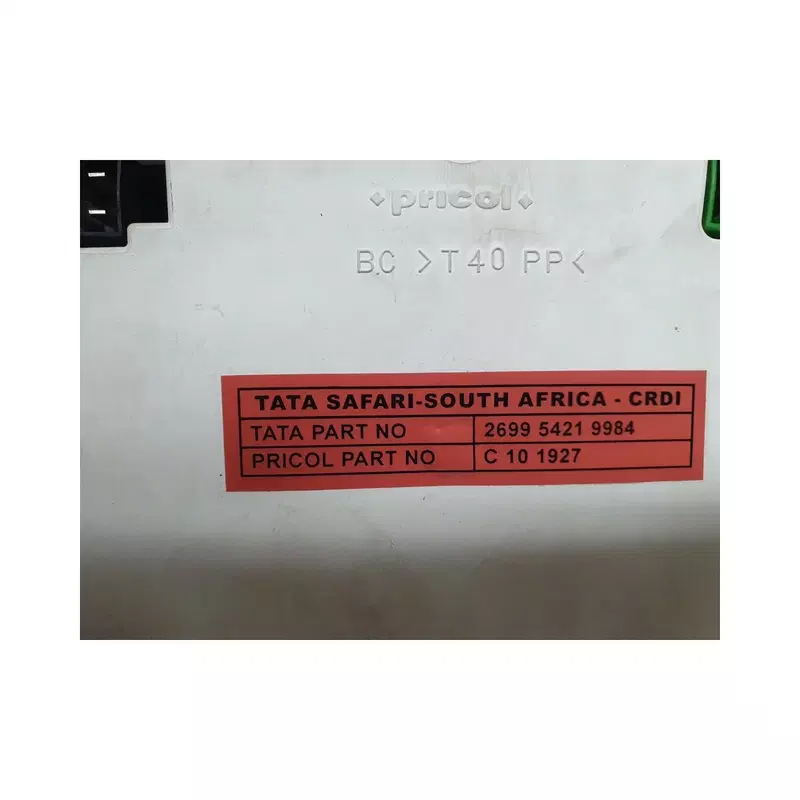 pricol
B.C >T40 PP<
TATA SAFARI-SOUTH AFRICA - CRDI
TATA PART NO 2699 5421 9984
PRICOL PART NO C 10 1927